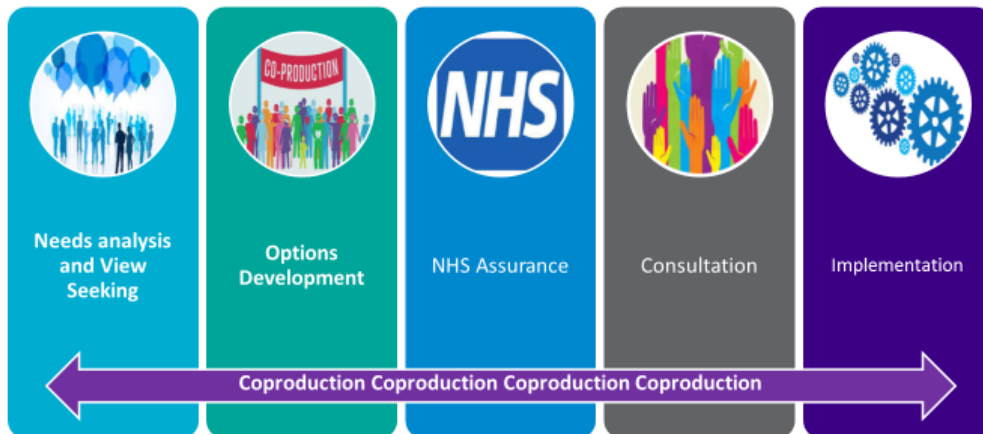 CO-PRODUCTION
NHS
Needs analysis
and View
Seeking
Options
Development
NHS Assurance
Consultation
Implementation
Coproduction Coproduction Coproduction Coproduction